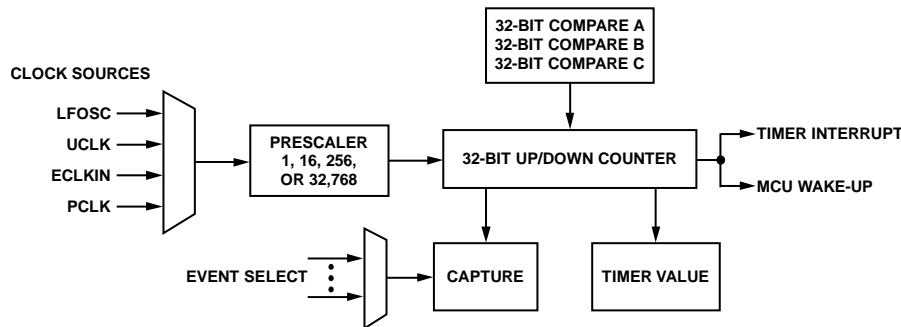 32-BIT COMPARE A
32-BIT COMPARE B
32-BIT COMPARE C
CLOCK SOURCES
LFOSC
UCLK
ECLKIN
PCLK
PRESCALER
1, 16, 256,
OR 32,768
32-BIT UP/DOWN COUNTER
TIMER INTERRUPT
MCU WAKE-UP
EVENT SELECT
CAPTURE
TIMER VALUE